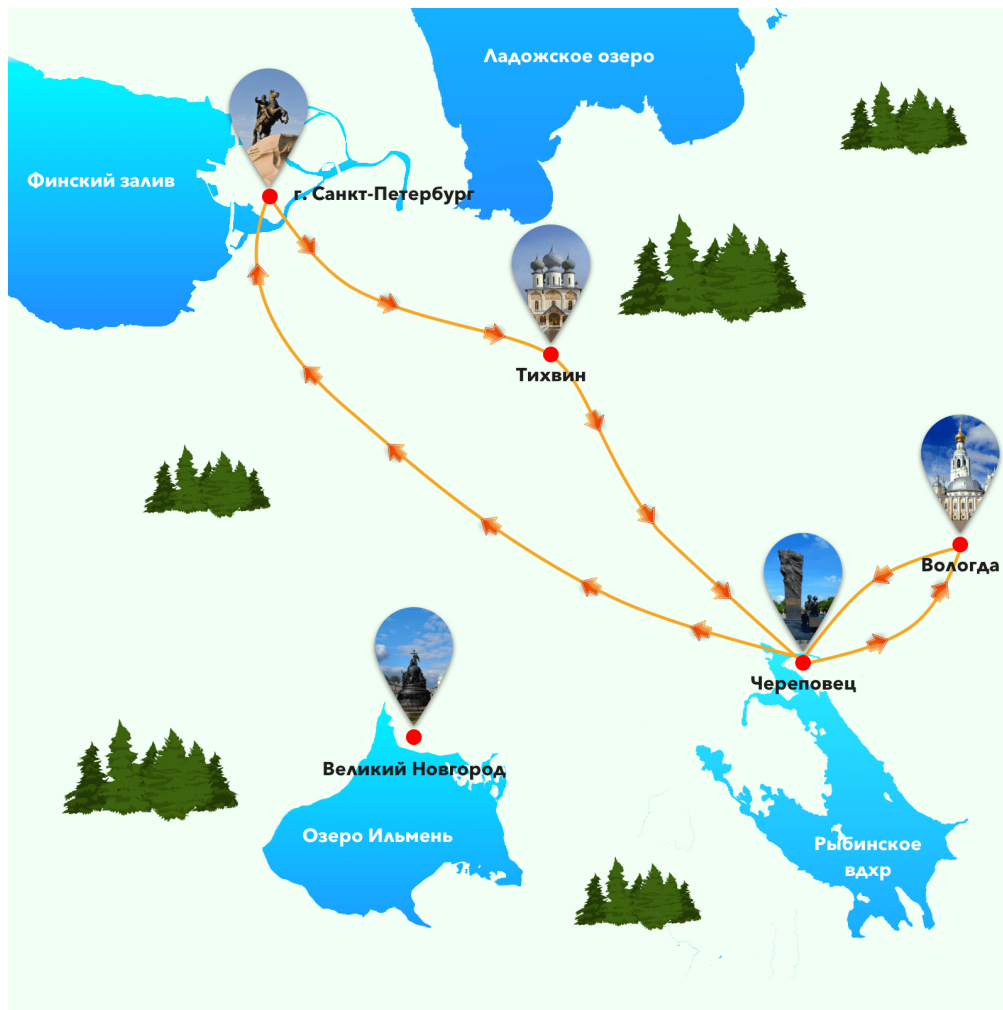 Ладожское озеро
Финский залив
г. Санкт-Петербург
Тихвин
Вологда
Череповец
Великий Новгород
Озеро Ильмень
Рыбинское
вдхр